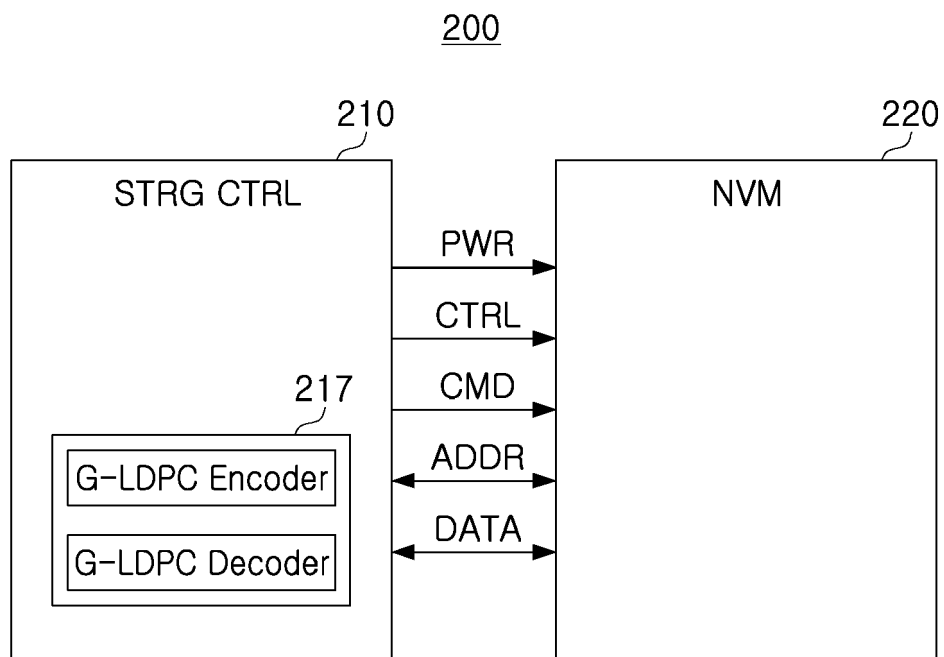 200
210
220
STRG CTRL
NVM
PWR
CTRL
CMD
217
ADDR
G-LDPC Encoder
DATA
G-LDPC Decoder